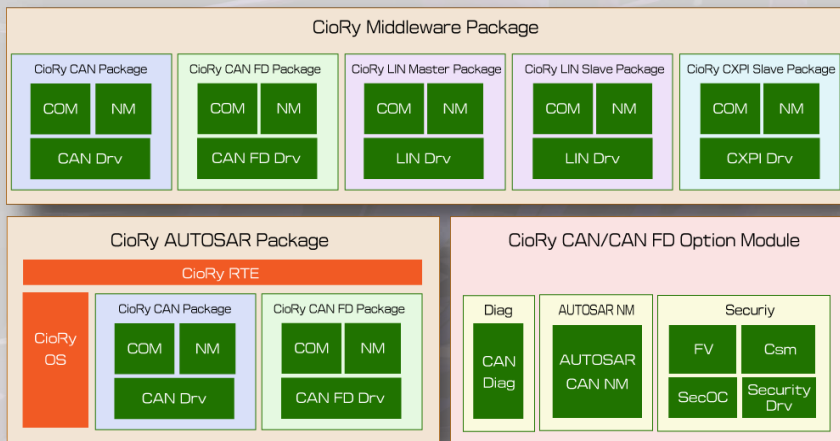 CioRy Middleware Package
CioRy CAN Package
COM NM
CAN Drv
CioRy CAN FD Package
COM NM
CAN FD Drv
CioRy LIN Master Package
COM NM
LIN Drv
CioRy LIN Slave Package
COM NM
LIN Drv
CioRy CXPI Slave Package
COM NM
CXPI Drv
CioRy AUTOSAR Package
CioRy RTE
CioRy
OS
CioRy CAN Package
COM NM
CAN Drv
CioRy CAN FD Package
COM NM
CAN FD Drv
CioRy CAN/CAN FD Option Module
Diag
CAN
Diag
AUTOSAR NM
AUTOSAR
CAN NM
Securiy
FV Csm
SecOC Security
Drv